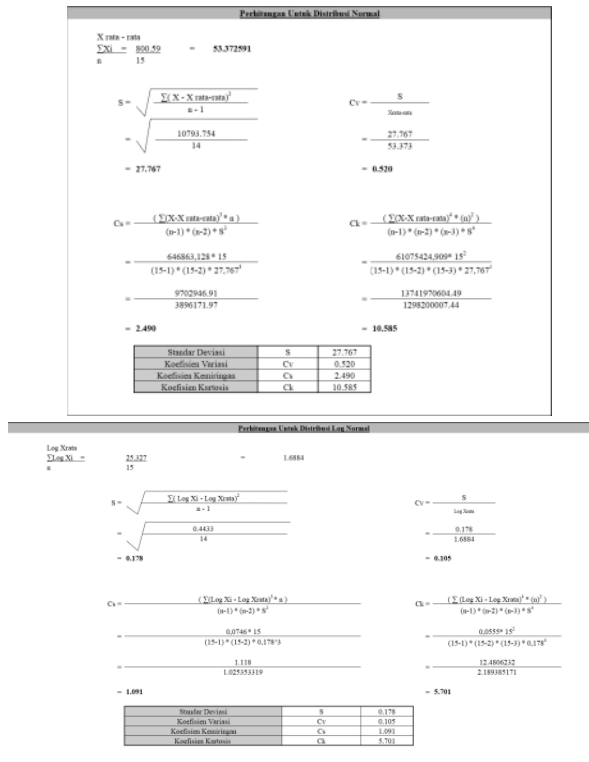 Perhitungan Untuk Distribusi Normal
X rata - rata
∑Xi = 800.59 = 53.372591
n 15
S = √ ∑( X - X rata-rata)²
n - 1
= √ 10793.754
14
= 27.767
Cv = S
Xrata-rata
= 27.767
53.373
= 0.520
Cs = ( ∑(X-X rata-rata)³ * n )
(n-1) * (n-2) * S³
= 646863,128 * 15
(15-1) * (15-2) * 27,767³
= 9702946.91
3896171.97
= 2.490
Ck = ( ∑(X-X rata-rata)⁴ * (n)² )
(n-1) * (n-2) * (n-3) * S⁴
= 61075424,909* 15²
(15-1) * (15-2) * (15-3) * 27,767
= 13741970604.49
1298200007.44
= 10.585
Standar Deviasi S 27.767
Koefisien Variasi Cv 0.520
Koefisien Kemiringan Cs 2.490
Koefisien Kurtosis Ck 10.585
Perhitungan Untuk Distribusi Log Normal
Log Xrata
∑Log Xi = 25.327 = 1.6884
n 15
S = √ ∑( Log Xi - Log Xrata)²
n - 1
= √ 0.4433
14
= 0.178
Cv = S
Log Xrata
= 0.178
1.6884
= 0.105
Cs = ( ∑(Log Xi - Log Xrata)³ * n )
(n-1) * (n-2) * S³
= 0,0746* 15
(15-1) * (15-2) * 0,178^3
= 1.118
1.025353319
= 1.091
Ck = ( ∑ (Log Xi - Log Xrata)⁴ * (n)² )
(n-1) * (n-2) * (n-3) * S⁴
= 0,0555* 15²
(15-1) * (15-2) * (15-3) * 0,178⁴
= 12.4806232
2.189385171
= 5.701
Standar Deviasi S 0.178
Koefisien Variasi Cv 0.105
Koefisien Kemiringan Cs 1.091
Koefisien Kurtosis Ck 5.701